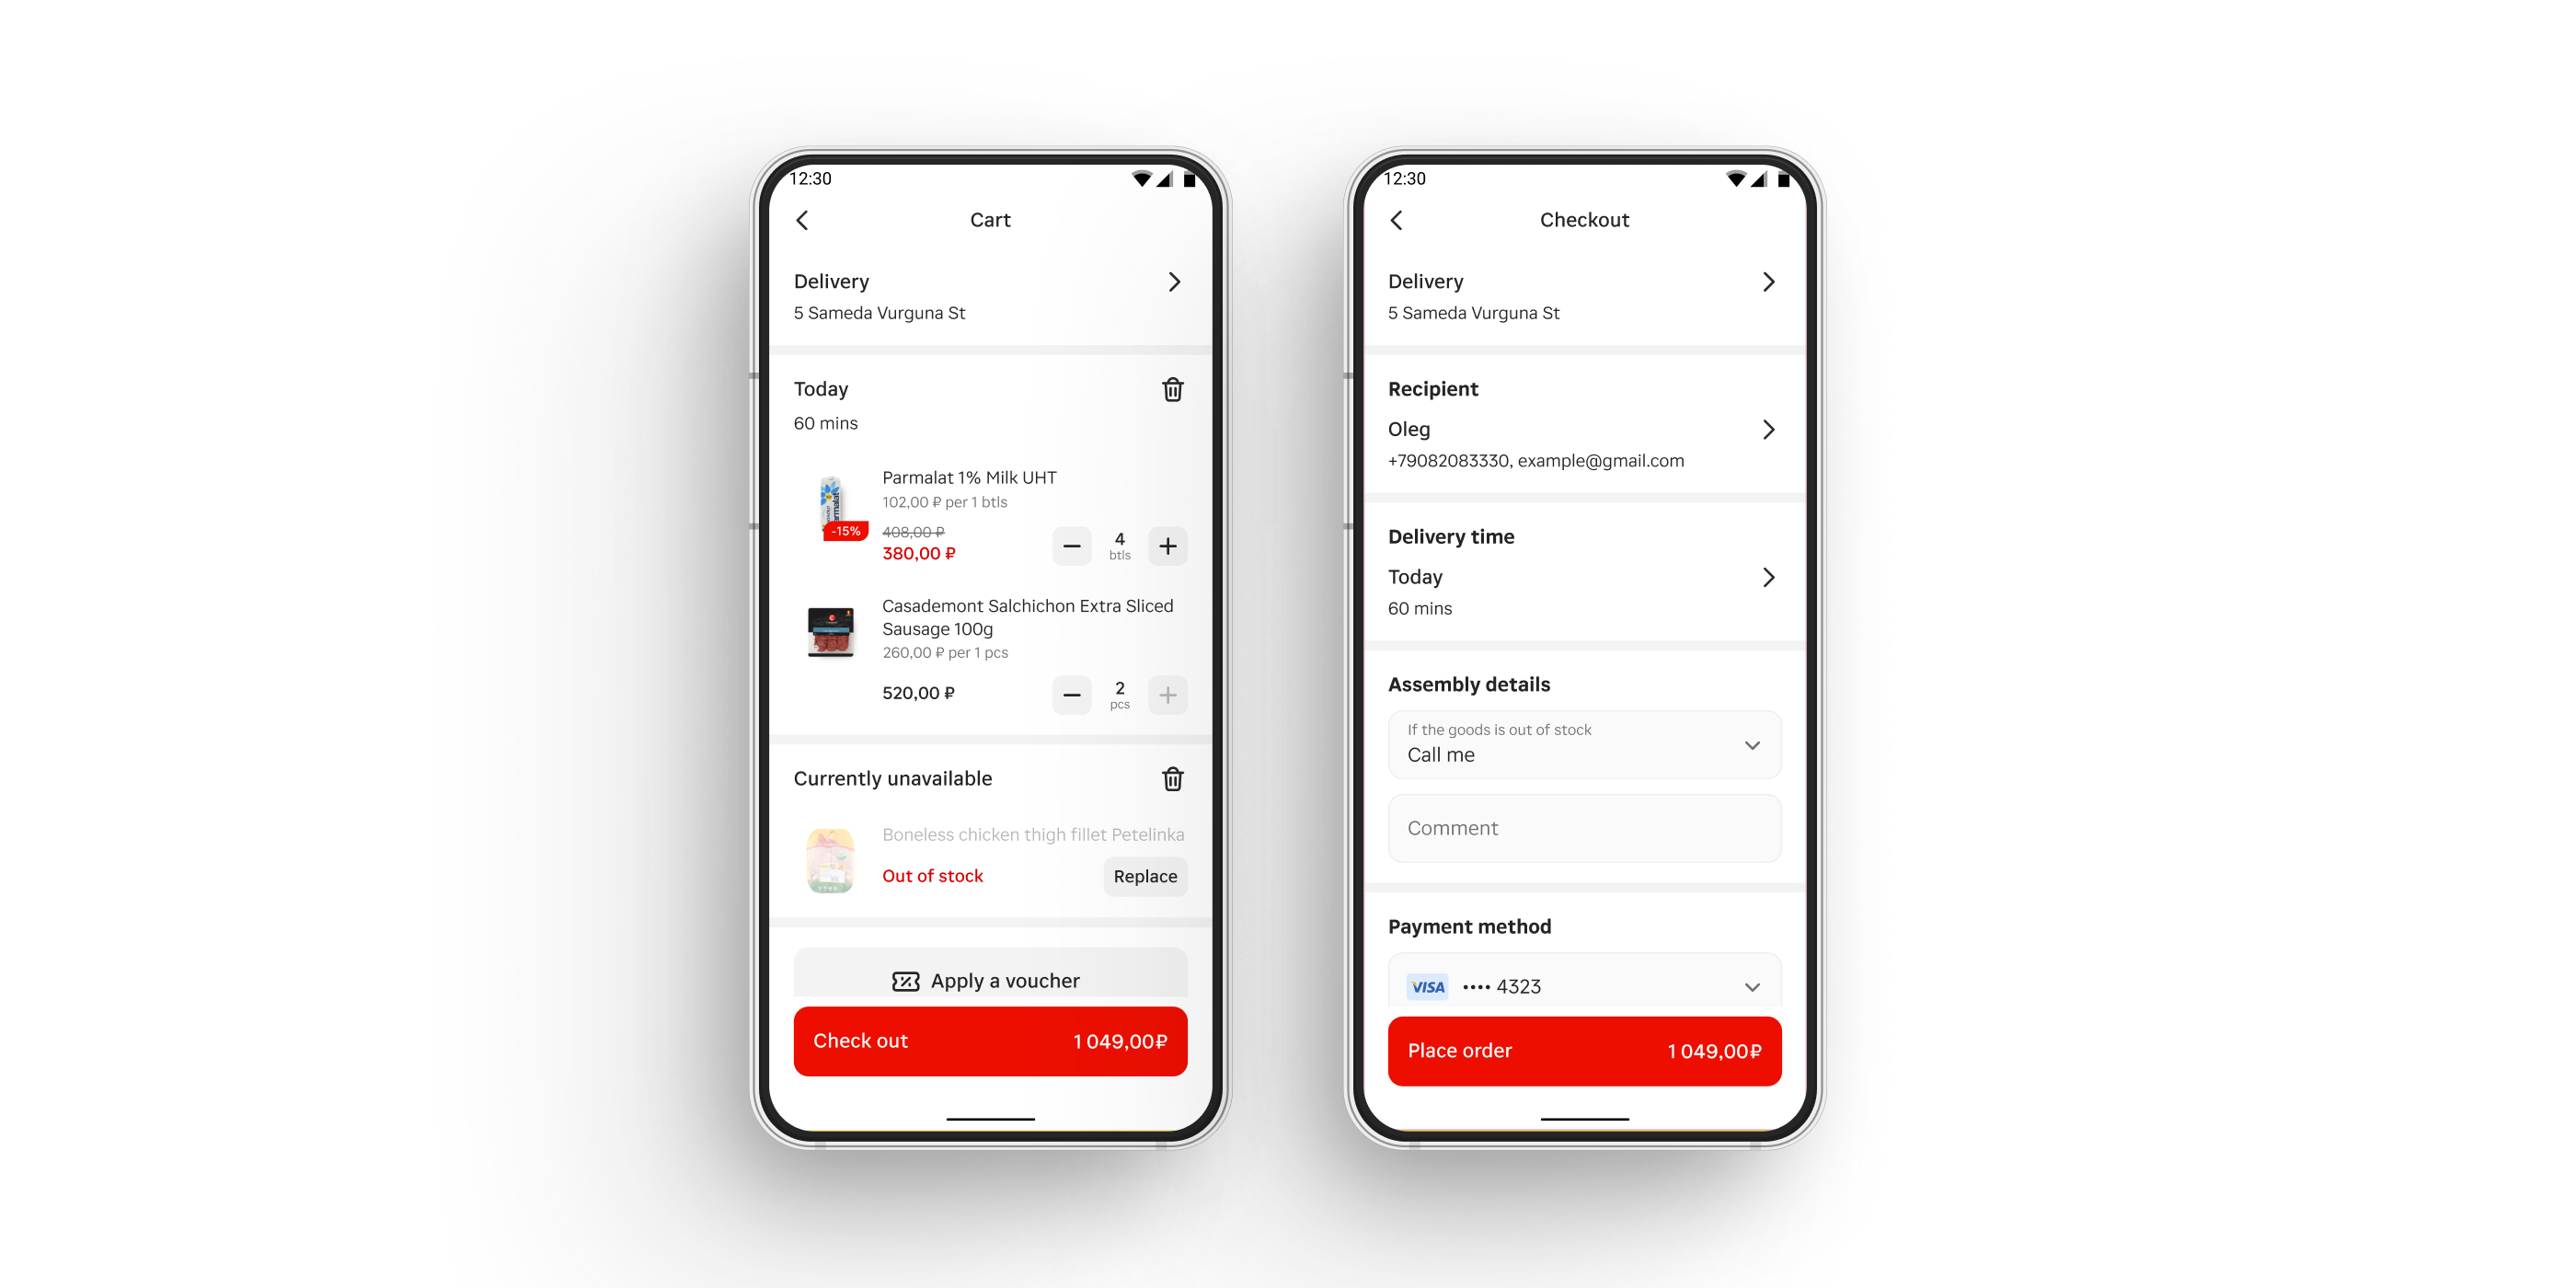 12:30
Cart
Delivery
5 Sameda Vurguna St
Today
60 mins
Parmalat 1% Milk UHT
102,00 ₽ per 1 btls
-15%
408,00 ₽
380,00 ₽
4
btls
Casademont Salchichon Extra Sliced
Sausage 100g
260,00 ₽ per 1 pcs
520,00 ₽
2
pcs
Currently unavailable
Boneless chicken thigh fillet Petelinka
Out of stock
Replace
Apply a voucher
Check out 1 049,00₽
12:30
Checkout
Delivery
5 Sameda Vurguna St
Recipient
Oleg
+79082083330, example@gmail.com
Delivery time
Today
60 mins
Assembly details
If the goods is out of stock
Call me
Comment
Payment method
VISA •••• 4323
Place order 1 049,00₽